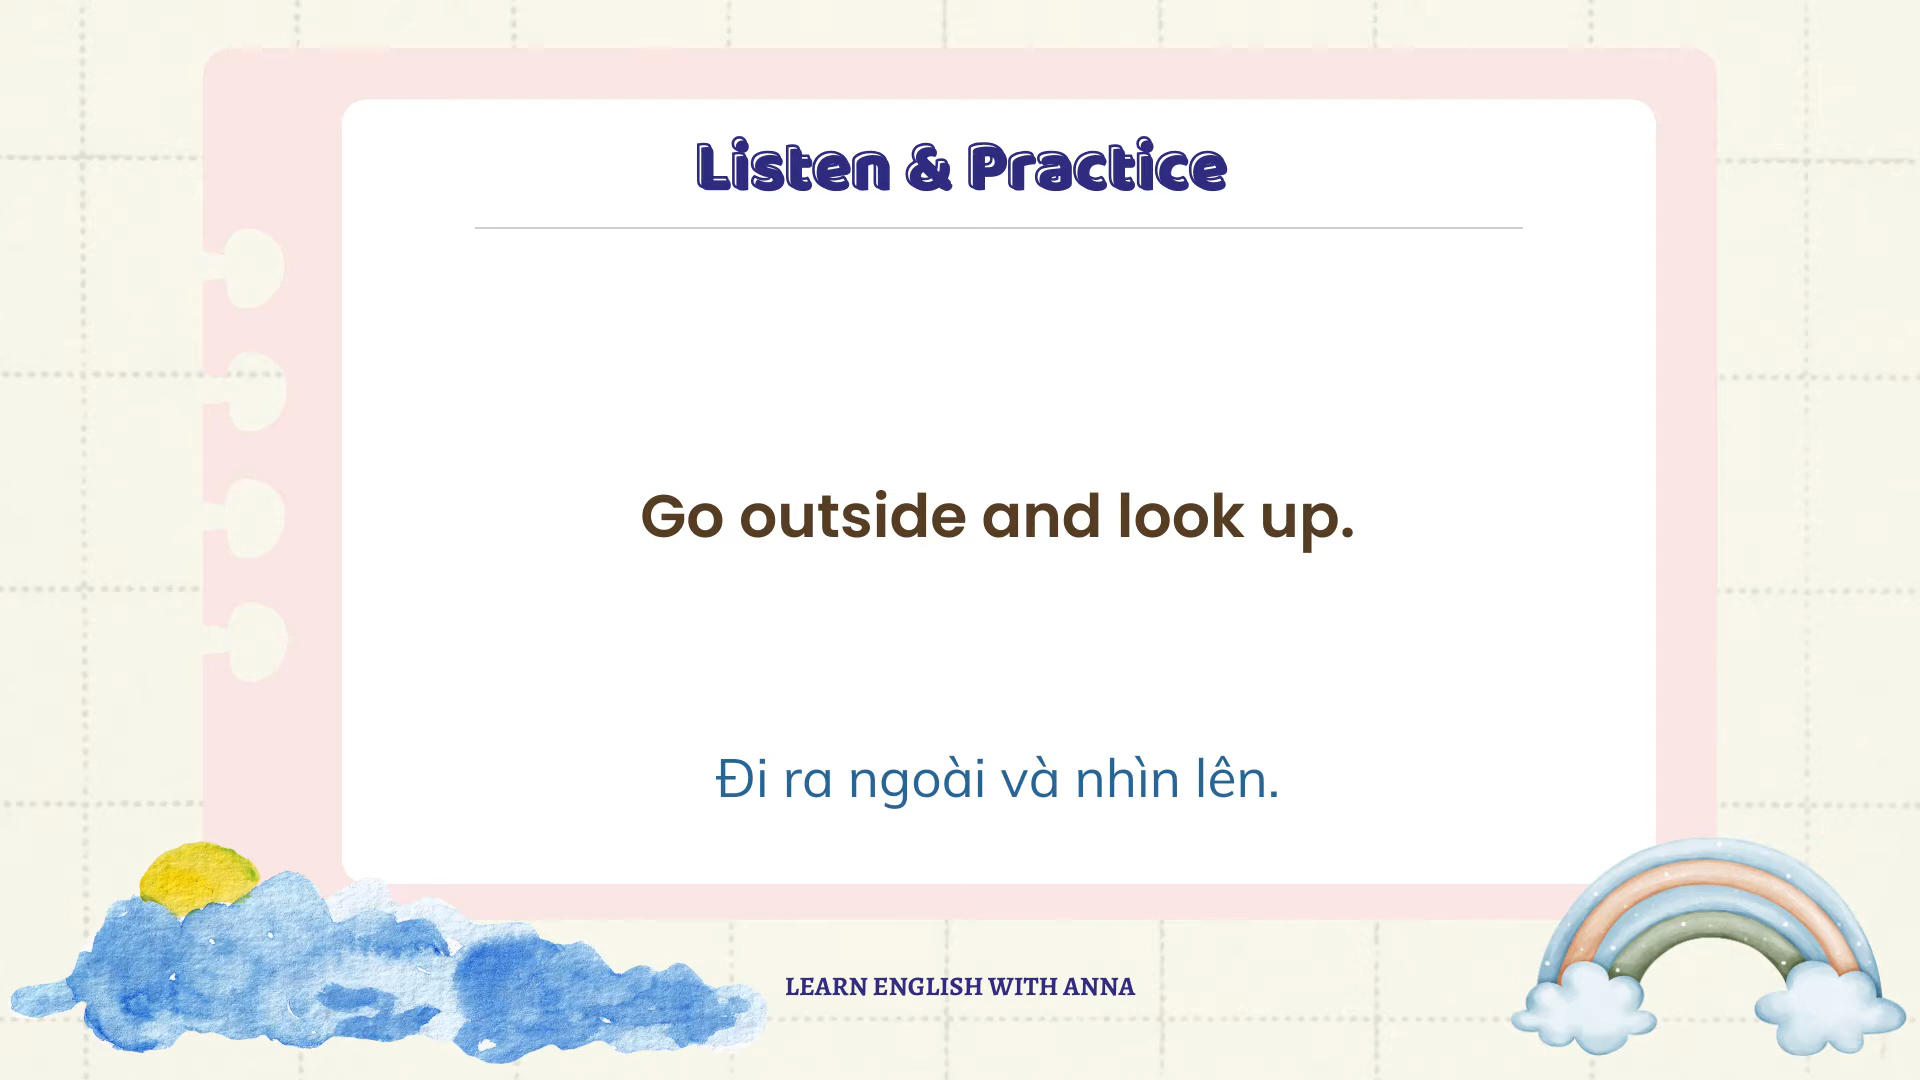 Listen & Practice
Go outside and look up.
Đi ra ngoài và nhìn lên.
LEARN ENGLISH WITH ANNA